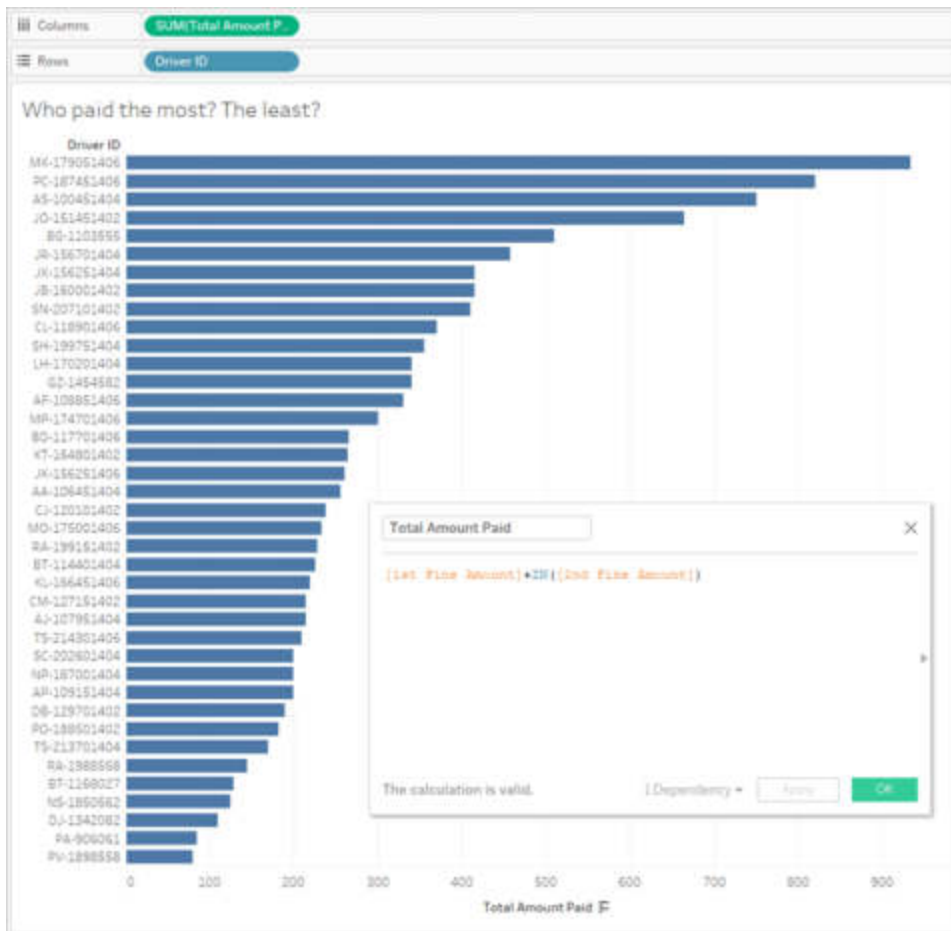 Columns
SUM(Total Amount P..
Rows
Driver ID
Who paid the most? The least?
Driver ID
MK-179051406
PC-187451406
AS-100451404
JO-151451402
BG-1103555
JR-156701404
JK-156251404
JB-160001402
SN-207101402
CL-118901406
SH-199751404
LH-170201404
GZ-1454582
AF-108851406
MP-174701406
BD-117701406
KT-164801402
JK-156251406
AA-106451404
CJ-120101402
MO-175001406
RA-199151402
BT-114401404
KL-166451406
CM-127151402
AJ-107951404
TS-214301406
SC-202601404
NP-187001404
AP-109151404
DB-129701402
PO-188501402
TS-213701404
RA-1988558
BT-1168027
NS-1850562
DJ-1342082
PA-906061
PV-1898558
Total Amount Paid
[1st Fine Amount]+ZN([2nd Fine Amount])
The calculation is valid.
1 Dependency
Apply
OK
0 100 200 300 400 500 600 700 800 900
Total Amount Paid